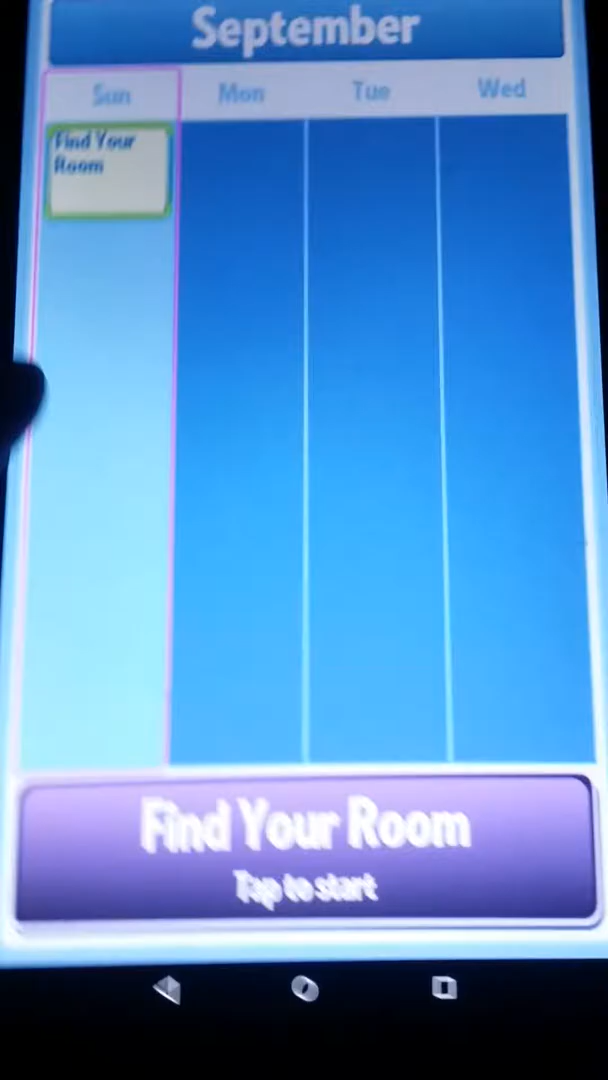 September
Sun Mon Tue Wed
Find Your
Room
Find Your Room
Tap to start